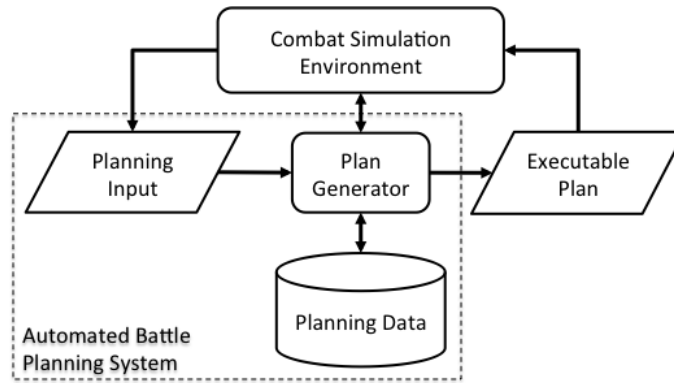 Combat Simulation
Environment
Planning
Input
Plan
Generator
Executable
Plan
Planning Data
Automated Battle
Planning System